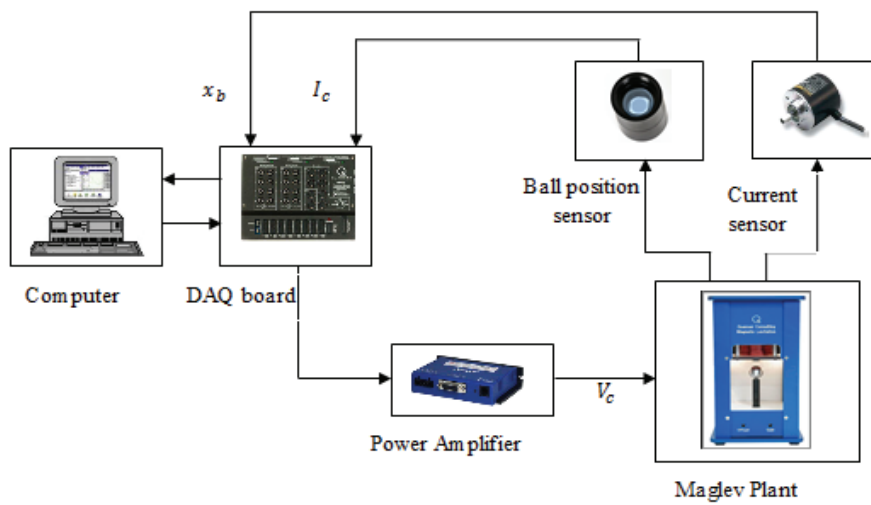 x_b
I_c
Ball position
sensor
Current
sensor
Computer
DAQ board
V_c
Power Amplifier
Maglev Plant